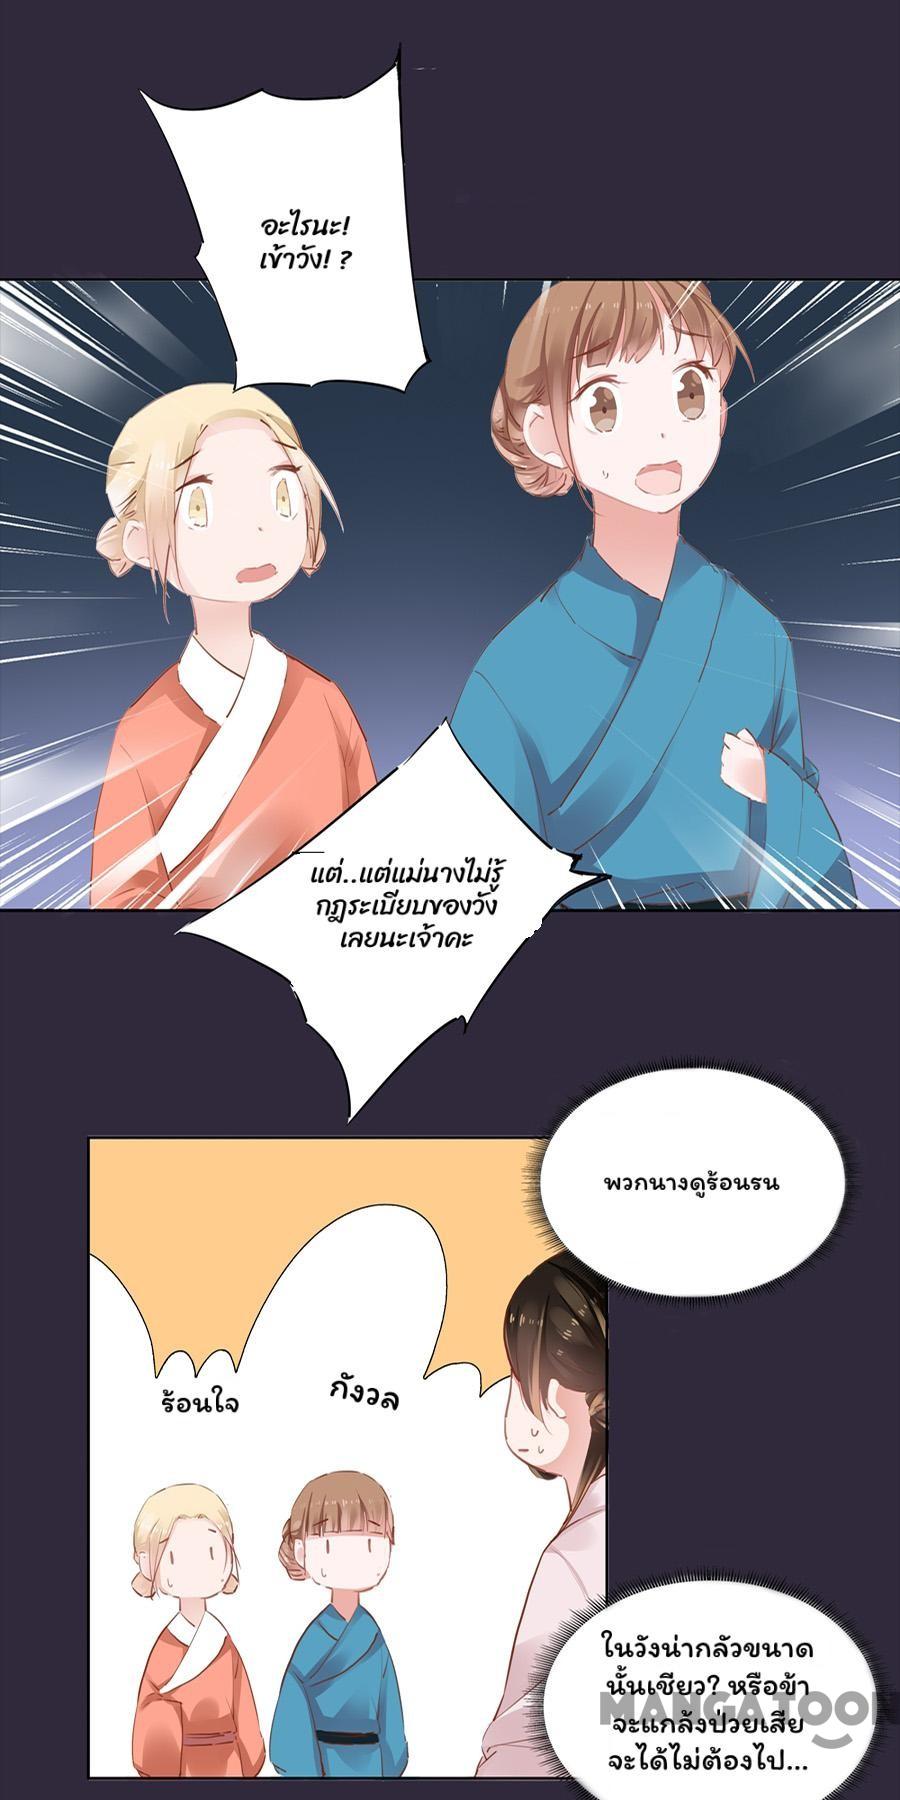 อะไรนะ!
เข้าวัง! ?
แต่..แต่แม่นางไม่รู้
กฎระเบียบของวัง
เลยนะเจ้าคะ
พวกนางดูร้อนรน
กังวล
ร้อนใจ
ในวังน่ากลัวขนาด
นั้นเชียว? หรือข้า
จะแกล้งป่วยเสีย
จะได้ไม่ต้องไป...
MANGATOON